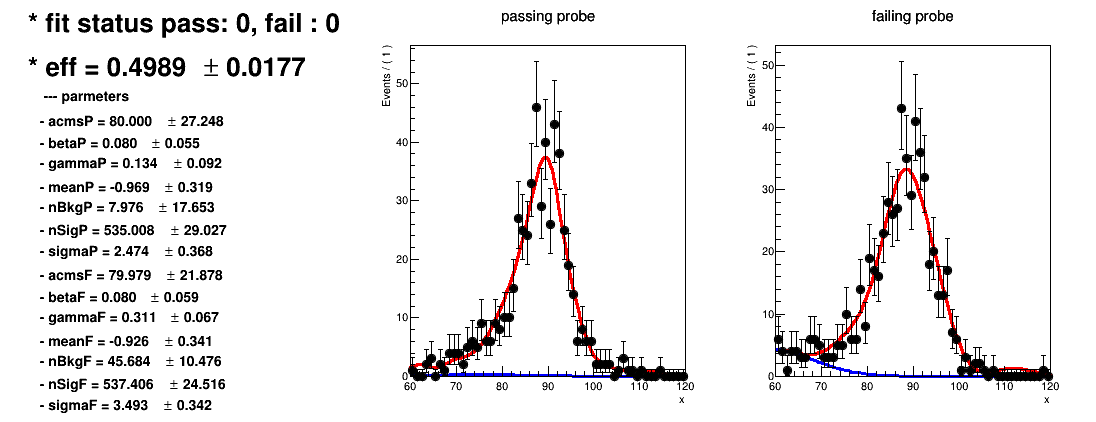 * fit status pass: 0, fail : 0
* eff = 0.4989 ± 0.0177
--- parmeters
- acmsP = 80.000 ± 27.248
- betaP = 0.080 ± 0.055
- gammaP = 0.134 ± 0.092
- meanP = -0.969 ± 0.319
- nBkgP = 7.976 ± 17.653
- nSigP = 535.008 ± 29.027
- sigmaP = 2.474 ± 0.368
- acmsF = 79.979 ± 21.878
- betaF = 0.080 ± 0.059
- gammaF = 0.311 ± 0.067
- meanF = -0.926 ± 0.341
- nBkgF = 45.684 ± 10.476
- nSigF = 537.406 ± 24.516
- sigmaF = 3.493 ± 0.342
passing probe
Events / ( 1 )
50
40
30
20
10
0
60 70 80 90 100 110 120
x
failing probe
Events / ( 1 )
50
40
30
20
10
0
60 70 80 90 100 110 120
x